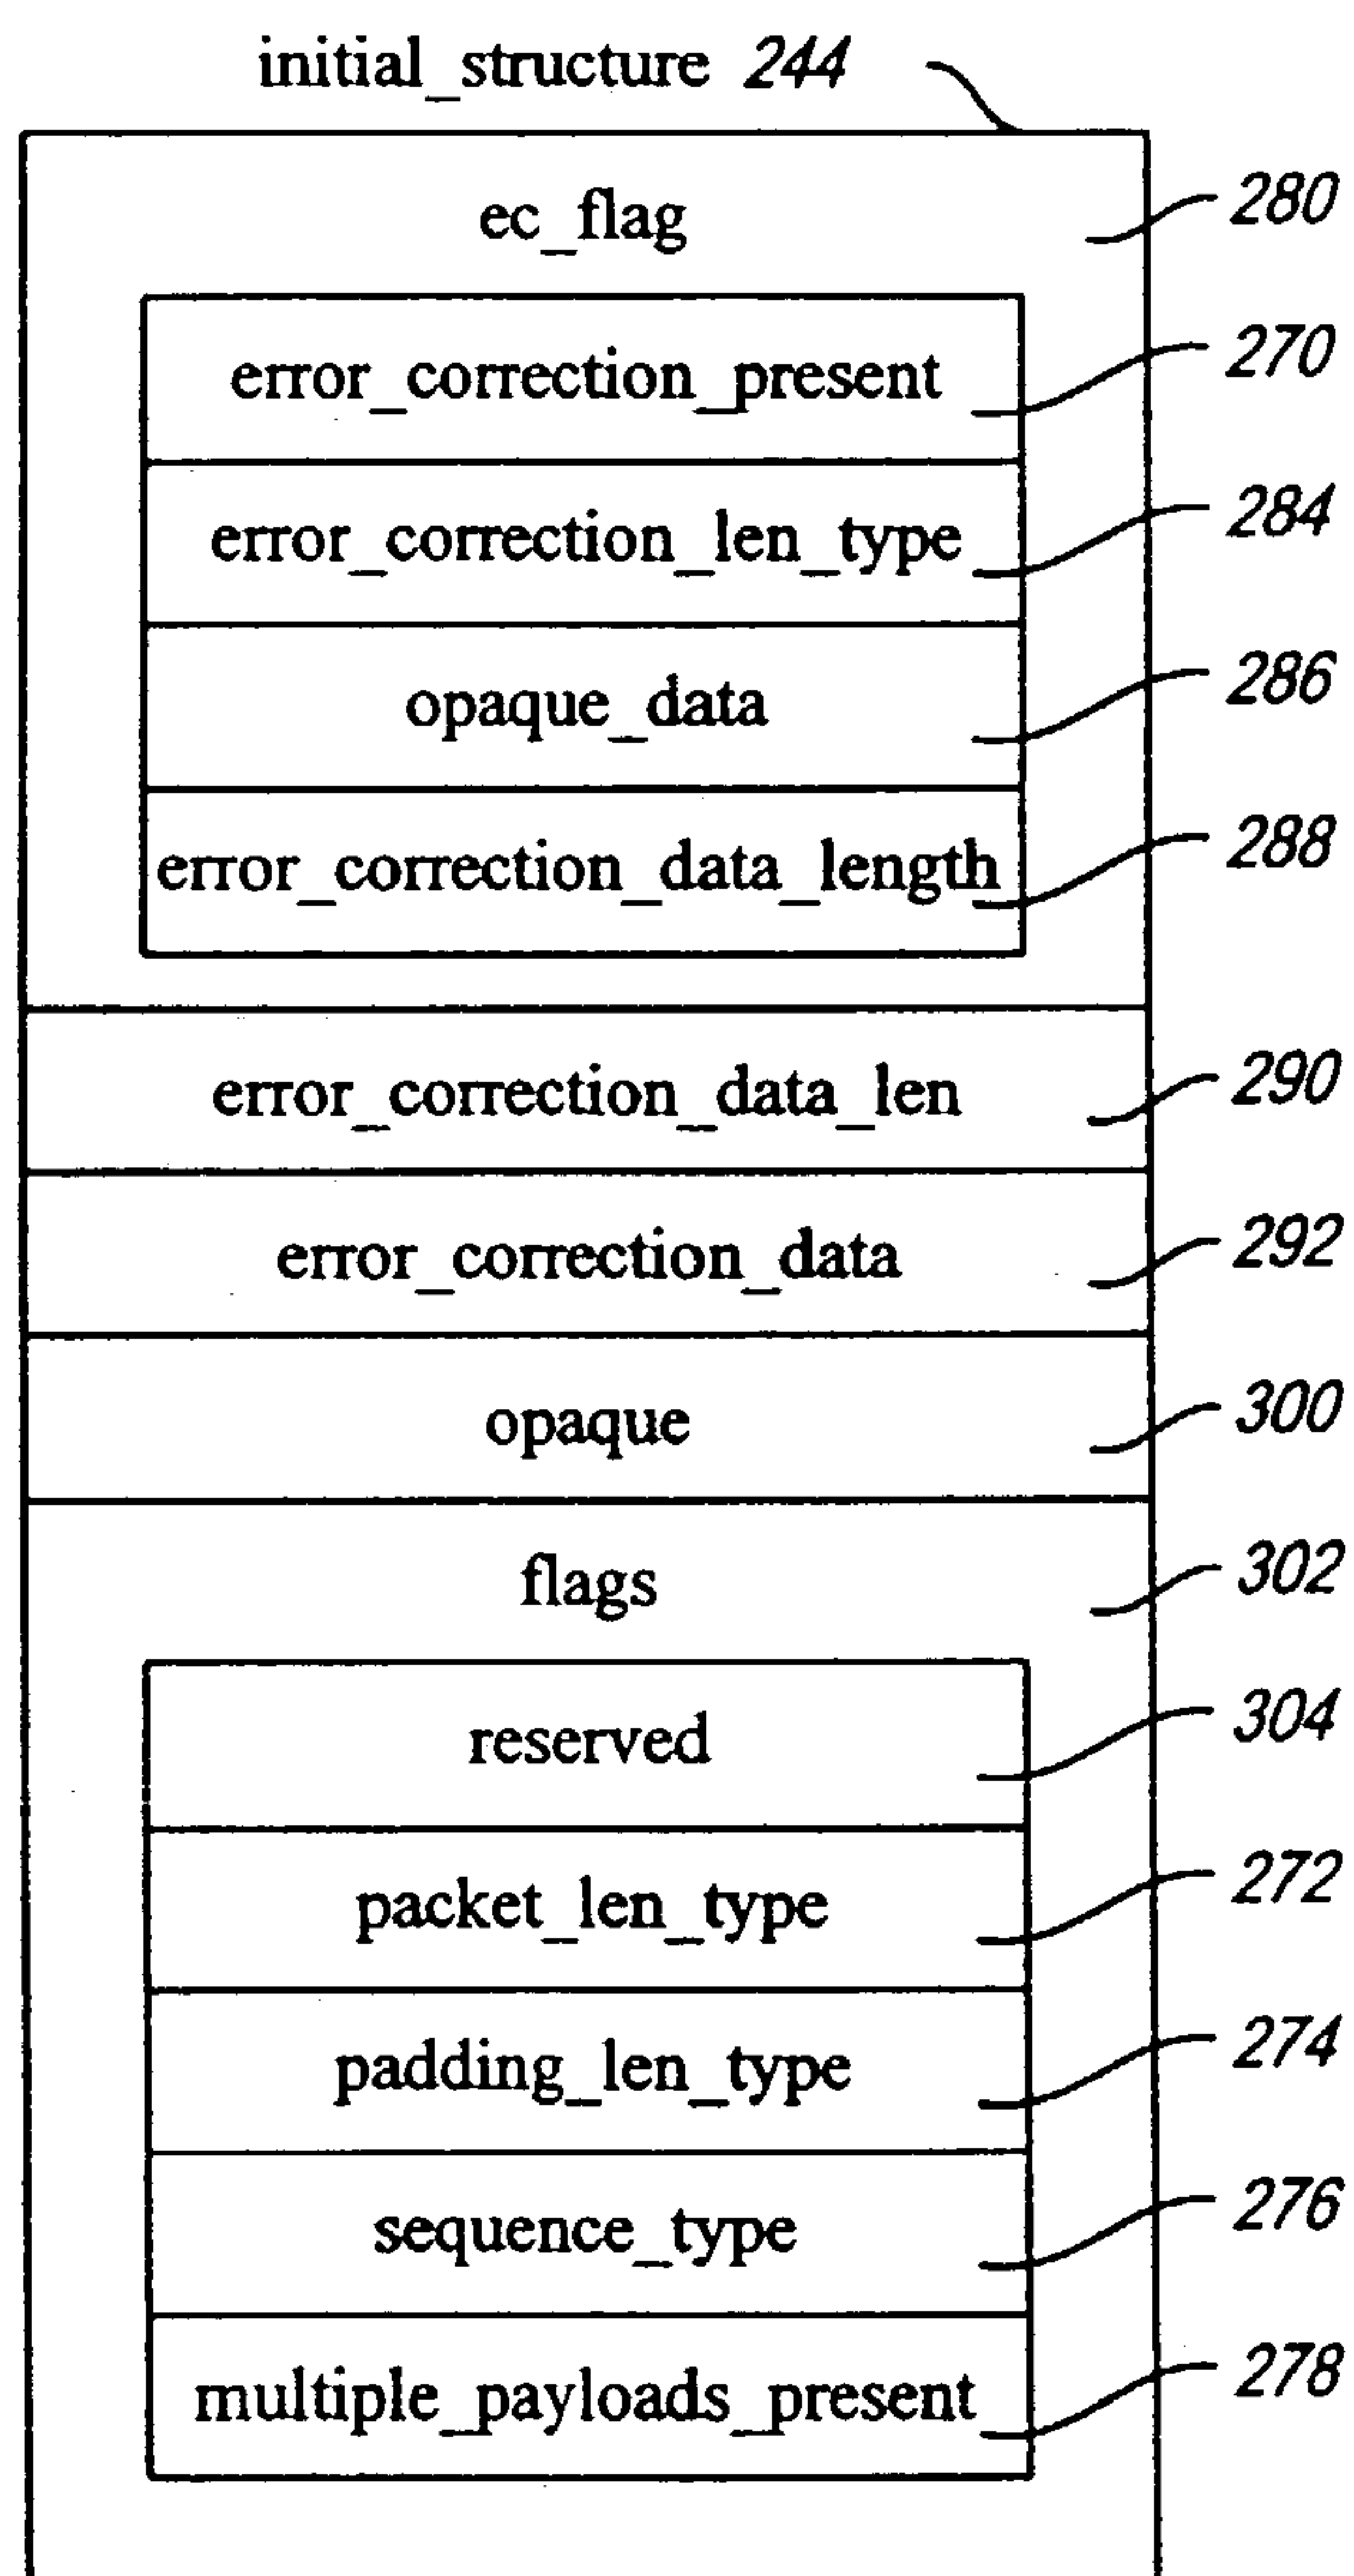 initial_structure 244
ec_flag 280
error_correction_present 270
error_correction_len_type 284
opaque_data 286
error_correction_data_length 288
error_correction_data_len 290
error_correction_data 292
opaque 300
flags 302
reserved 304
packet_len_type 272
padding_len_type 274
sequence_type 276
multiple_payloads_present 278